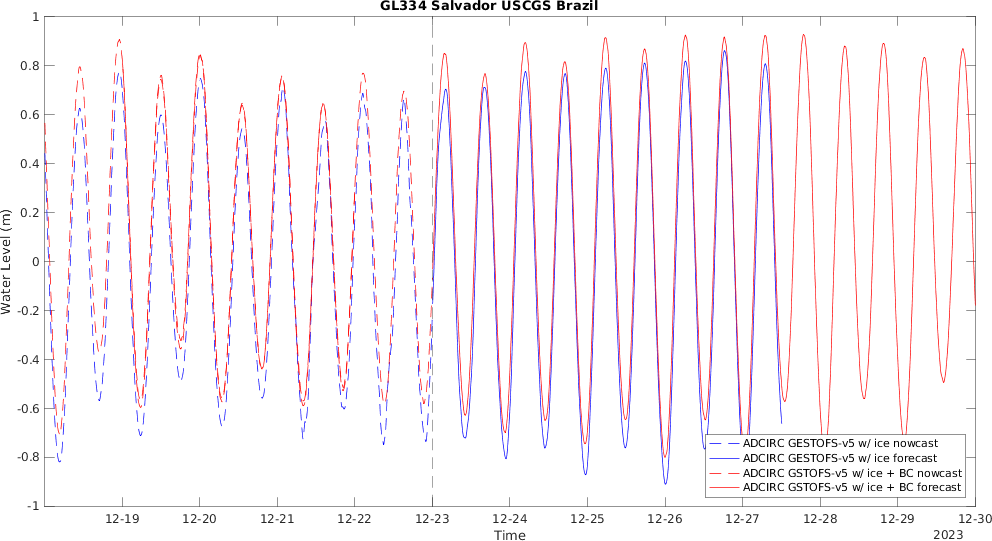 GL334 Salvador USCGS Brazil
Water Level (m)
1
0.8
0.6
0.4
0.2
0
-0.2
-0.4
-0.6
-0.8
-1
ADCIRC GESTOFS-v5 w/ ice nowcast
ADCIRC GESTOFS-v5 w/ ice forecast
ADCIRC GSTOFS-v5 w/ ice + BC nowcast
ADCIRC GSTOFS-v5 w/ ice + BC forecast
12-19 12-20 12-21 12-22 12-23 12-24 12-25 12-26 12-27 12-28 12-29 12-30
Time
2023